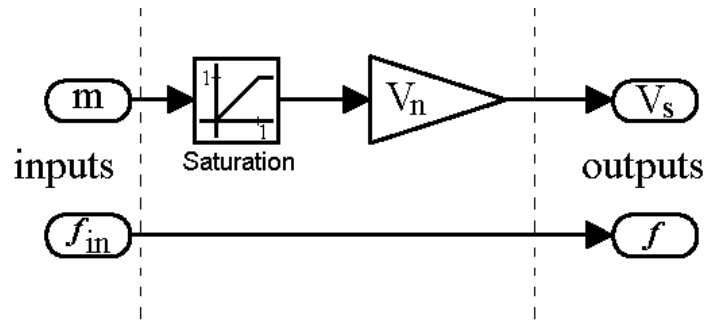 m
1
1
Saturation
Vn
Vs
inputs
outputs
fin
f